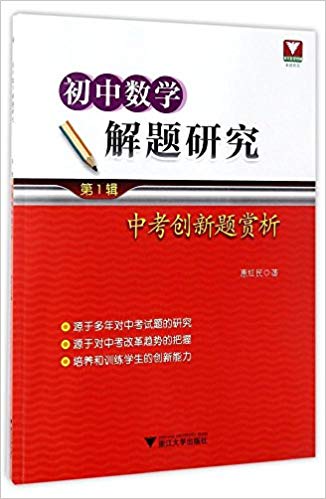 初中数学
解题研究
第1辑
中考创新题赏析
惠红民◎著
源于多年对中考试题的研究
源于对中考改革趋势的把握
培养和训练学生的创新能力
浙江大学出版社